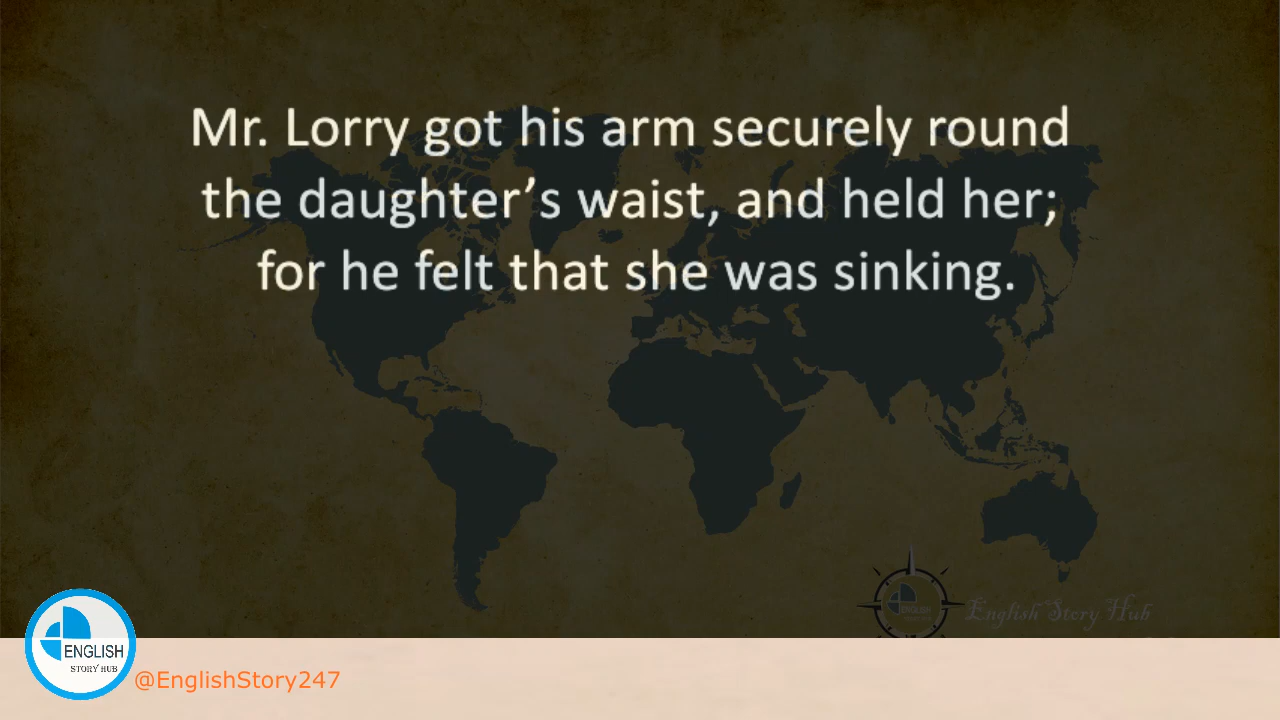 Mr. Lorry got his arm securely round
the daughter’s waist, and held her;
for he felt that she was sinking.
English Story Hub
ENGLISH
STORY HUB
@EnglishStory247